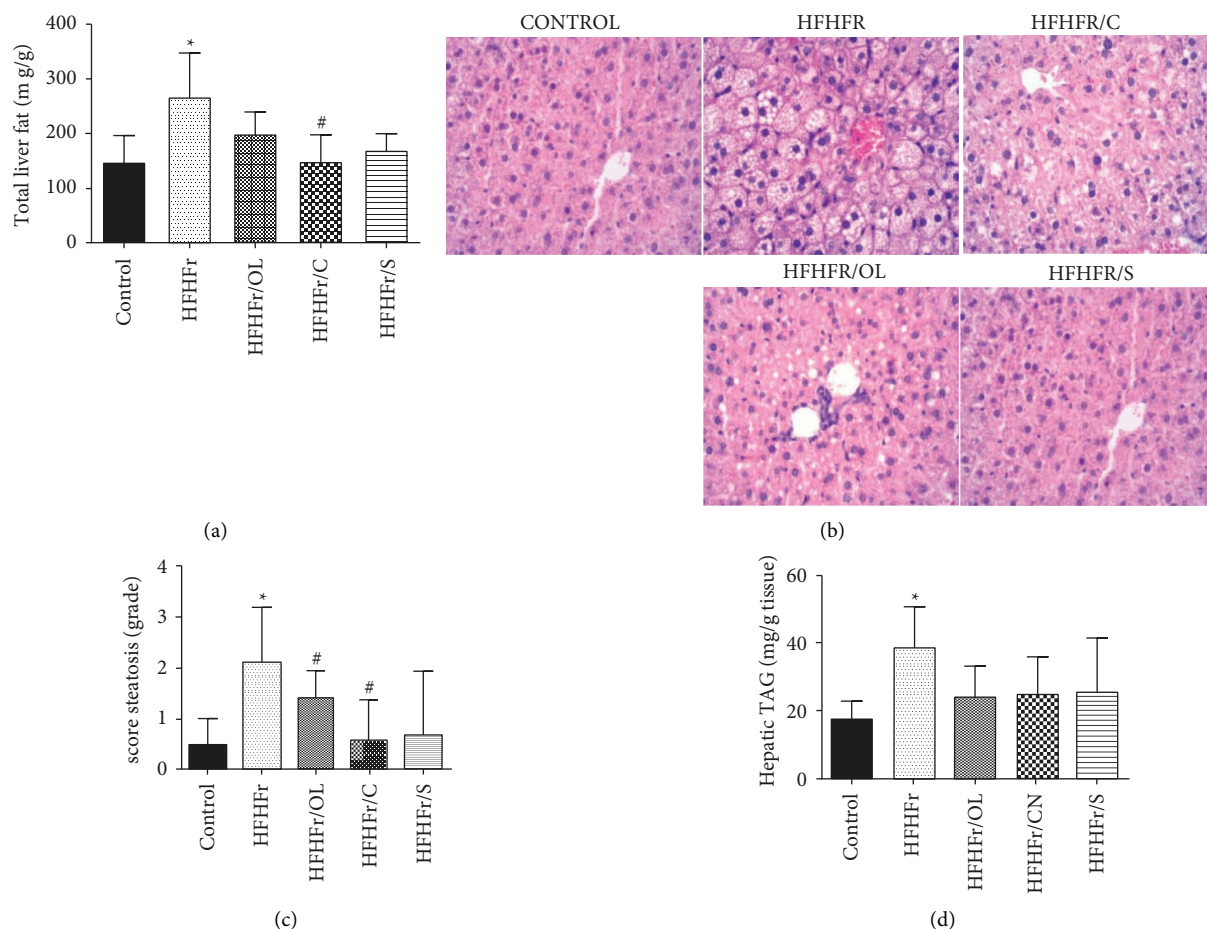 Total liver fat (m g/g)
400
300
200
100
0
*
#
Control
HFHFr
HFHFr/OL
HFHFr/C
HFHFr/S
(a)
CONTROL
HFHFR
HFHFR/C
HFHFR/OL
HFHFR/S
(b)
score steatosis (grade)
4
3
2
1
0
*
#
#
Control
HFHFr
HFHFr/OL
HFHFr/C
HFHFr/S
(c)
Hepatic TAG (mg/g tissue)
60
40
20
0
*
Control
HFHFr
HFHFr/OL
HFHFr/CN
HFHFr/S
(d)